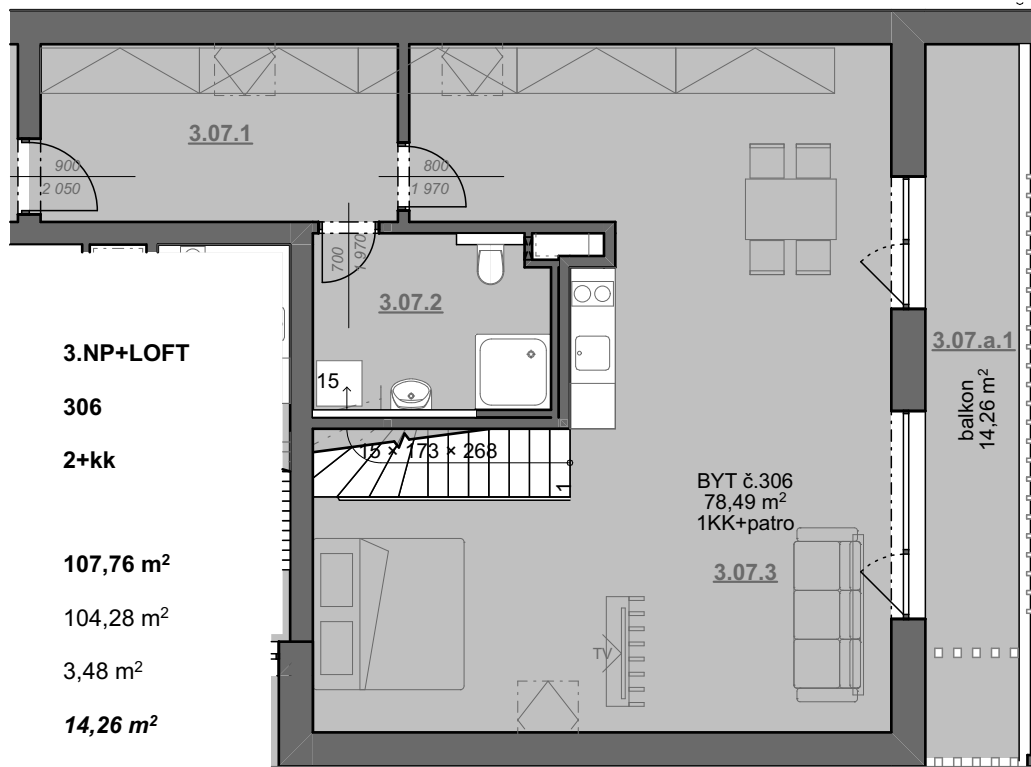 3.07.1
900
2 050
800
1 970
700
1 970
3.07.2
15
15 × 173 × 268
1
3.NP+LOFT
306
2+kk
107,76 m²
104,28 m²
3,48 m²
14,26 m²
BYT č.306
78,49 m²
1KK+patro
3.07.3
TV
3.07.a.1
balkon
14,26 m²